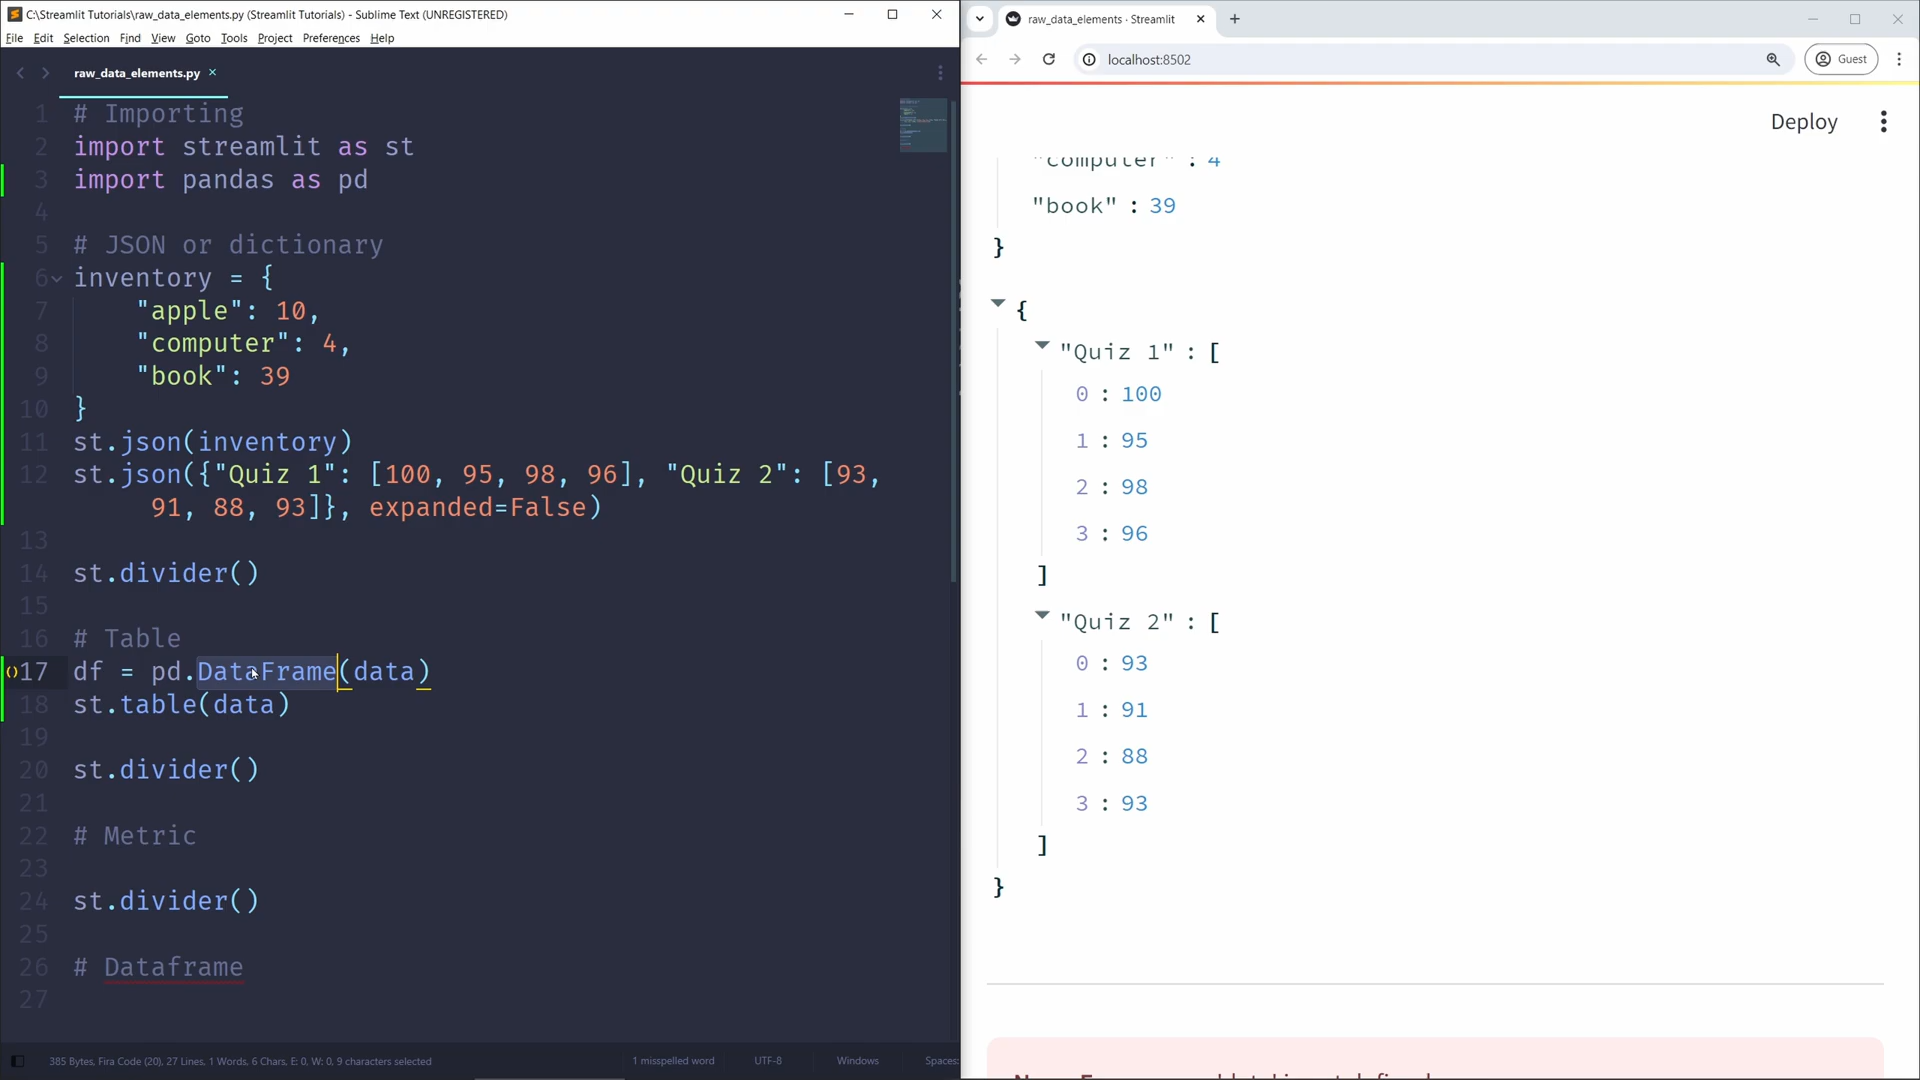 C:\Streamlit Tutorials\raw_data_elements.py (Streamlit Tutorials) - Sublime Text (UNREGISTERED)
File Edit Selection Find View Goto Tools Project Preferences Help
raw_data_elements.py
1 # Importing
2 import streamlit as st
3 import pandas as pd
4
5 # JSON or dictionary
6 inventory = {
7 "apple": 10,
8 "computer": 4,
9 "book": 39
10 }
11 st.json(inventory)
12 st.json({"Quiz 1": [100, 95, 98, 96], "Quiz 2": [93,
91, 88, 93]}, expanded=False)
13
14 st.divider()
15
16 # Table
17 df = pd.DataFrame(data)
18 st.table(data)
19
20 st.divider()
21
22 # Metric
23
24 st.divider()
25
26 # Dataframe
27
385 Bytes, Fira Code (20), 27 Lines, 1 Words, 6 Chars, E: 0, W: 0, 9 characters selected
1 misspelled word
UTF-8
Windows
Spaces:
raw_data_elements · Streamlit
localhost:8502
Guest
Deploy
"computer" : 4
"book" : 39
}
{
"Quiz 1" : [
0 : 100
1 : 95
2 : 98
3 : 96
]
"Quiz 2" : [
0 : 93
1 : 91
2 : 88
3 : 93
]
}